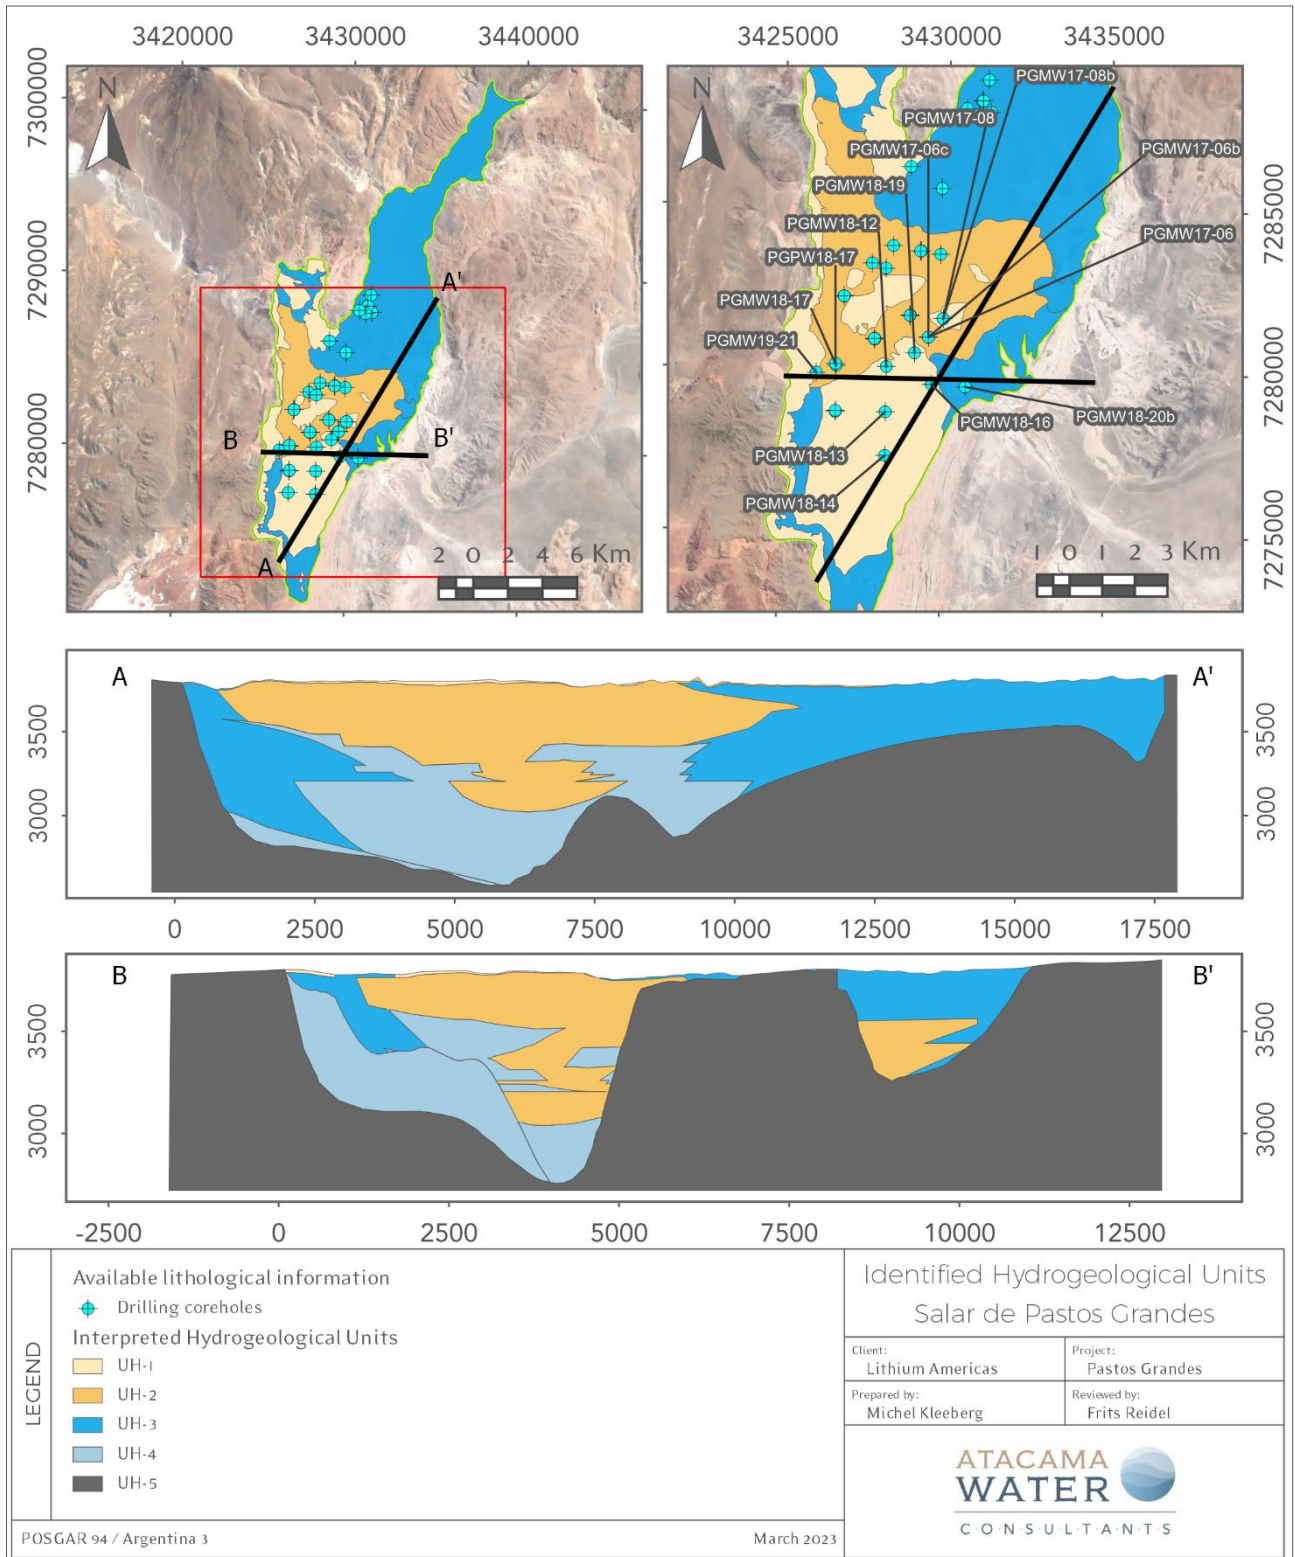 3420000 3430000 3440000
7300000
7290000
7280000
N
A'
B
B'
A
2 0 2 4 6 Km
3425000 3430000 3435000
7285000
7280000
7275000
N
PGMW17-08b
PGMW17-08
PGMW17-06c
PGMW17-06b
PGMW18-19
PGMW18-12
PGMW17-06
PGPW18-17
PGMW18-17
PGMW19-21
PGMW18-16
PGMW18-20b
PGMW18-13
PGMW18-14
1 0 1 2 3 Km
A A'
3500 3500
3000 3000
0 2500 5000 7500 10000 12500 15000 17500
B B'
3500 3500
3000 3000
-2500 0 2500 5000 7500 10000 12500
LEGEND
Available lithological information
Drilling coreholes
Interpreted Hydrogeological Units
UH-1
UH-2
UH-3
UH-4
UH-5
POSGAR 94 / Argentina 3 March 2023
Identified Hydrogeological Units
Salar de Pastos Grandes
Client:
Lithium Americas
Project:
Pastos Grandes
Prepared by:
Michel Kleeberg
Reviewed by:
Frits Reidel
ATACAMA
WATER
C·O·N·S·U·L·T·A·N·T·S